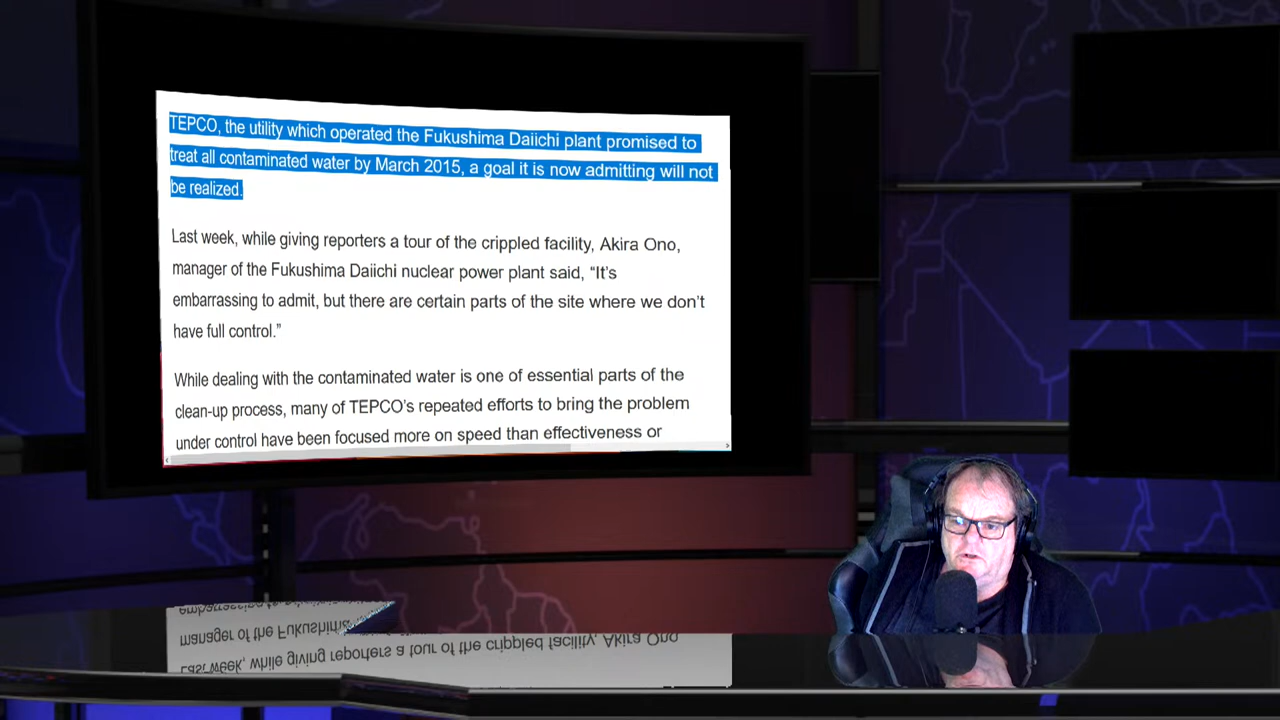 TEPCO, the utility which operated the Fukushima Daiichi plant promised to
treat all contaminated water by March 2015, a goal it is now admitting will not
be realized.
Last week, while giving reporters a tour of the crippled facility, Akira Ono,
manager of the Fukushima Daiichi nuclear power plant said, “It’s
embarrassing to admit, but there are certain parts of the site where we don’t
have full control.”
While dealing with the contaminated water is one of essential parts of the
clean-up process, many of TEPCO’s repeated efforts to bring the problem
under control have been focused more on speed than effectiveness or